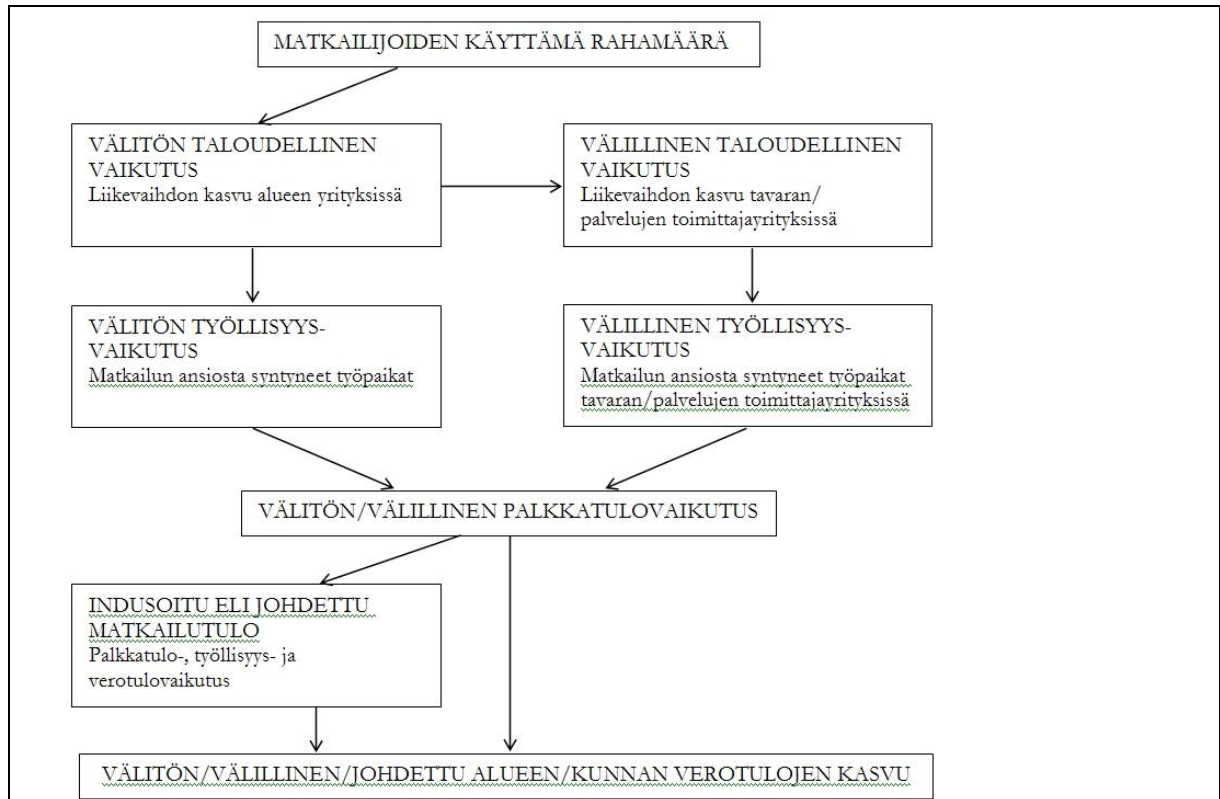 MATKAILIJOIDEN KÄYTTÄMÄ RAHAMÄÄRÄ
VÄLITÖN TALOUDELLINEN
VAIKUTUS
Liikevaihdon kasvu alueen yrityksissä
VÄLILLINEN TALOUDELLINEN
VAIKUTUS
Liikevaihdon kasvu tavaran/
palvelujen toimittajayrityksissä
VÄLITÖN TYÖLLISYYS-
VAIKUTUS
Matkailun ansiosta syntyneet työpaikat
VÄLILLINEN TYÖLLISYYS-
VAIKUTUS
Matkailun ansiosta syntyneet työpaikat
tavaran/palvelujen toimittajayrityksissä
VÄLITÖN/VÄLILLINEN PALKKATULOVAIKUTUS
INDUSOITU ELI JOHDETTU
MATKAILUTULO
Palkkatulo-, työllisyys- ja
verotulovaikutus
VÄLITÖN/VÄLILLINEN/JOHDETTU ALUEEN/KUNNAN VEROTULOJEN KASVU